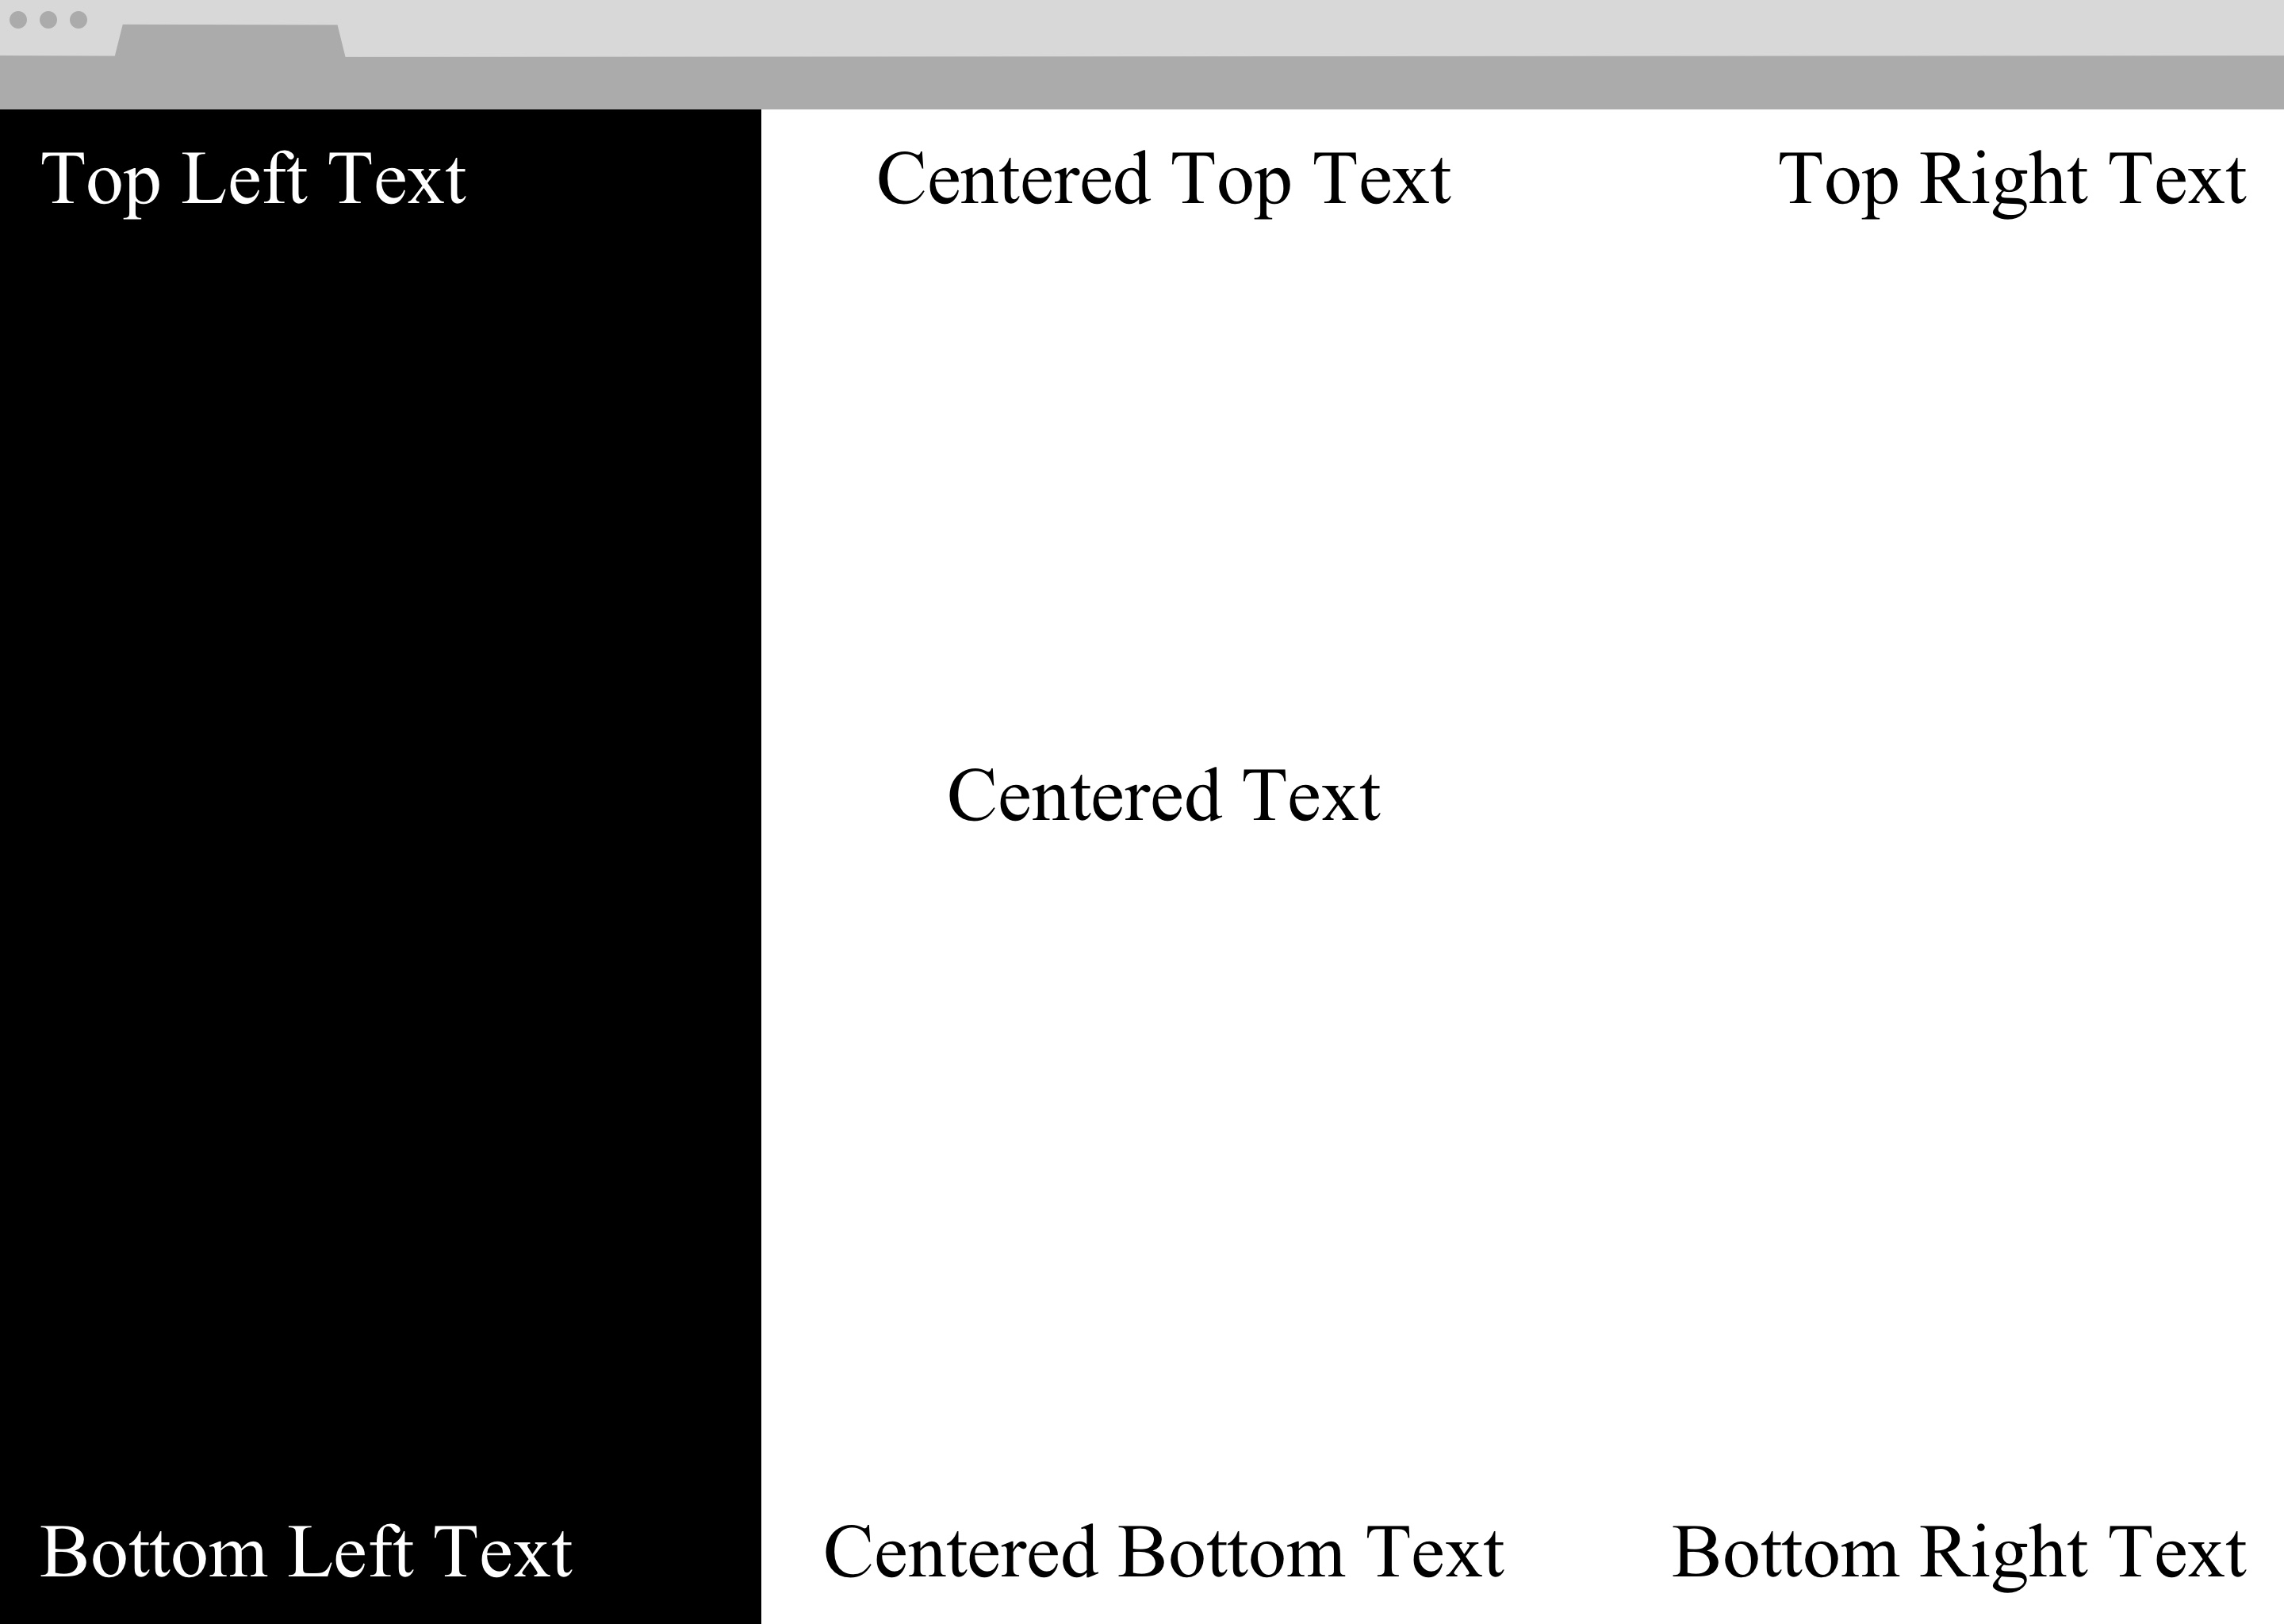 Top Left Text
Centered Top Text
Top Right Text
Centered Text
Bottom Left Text
Centered Bottom Text
Bottom Right Text